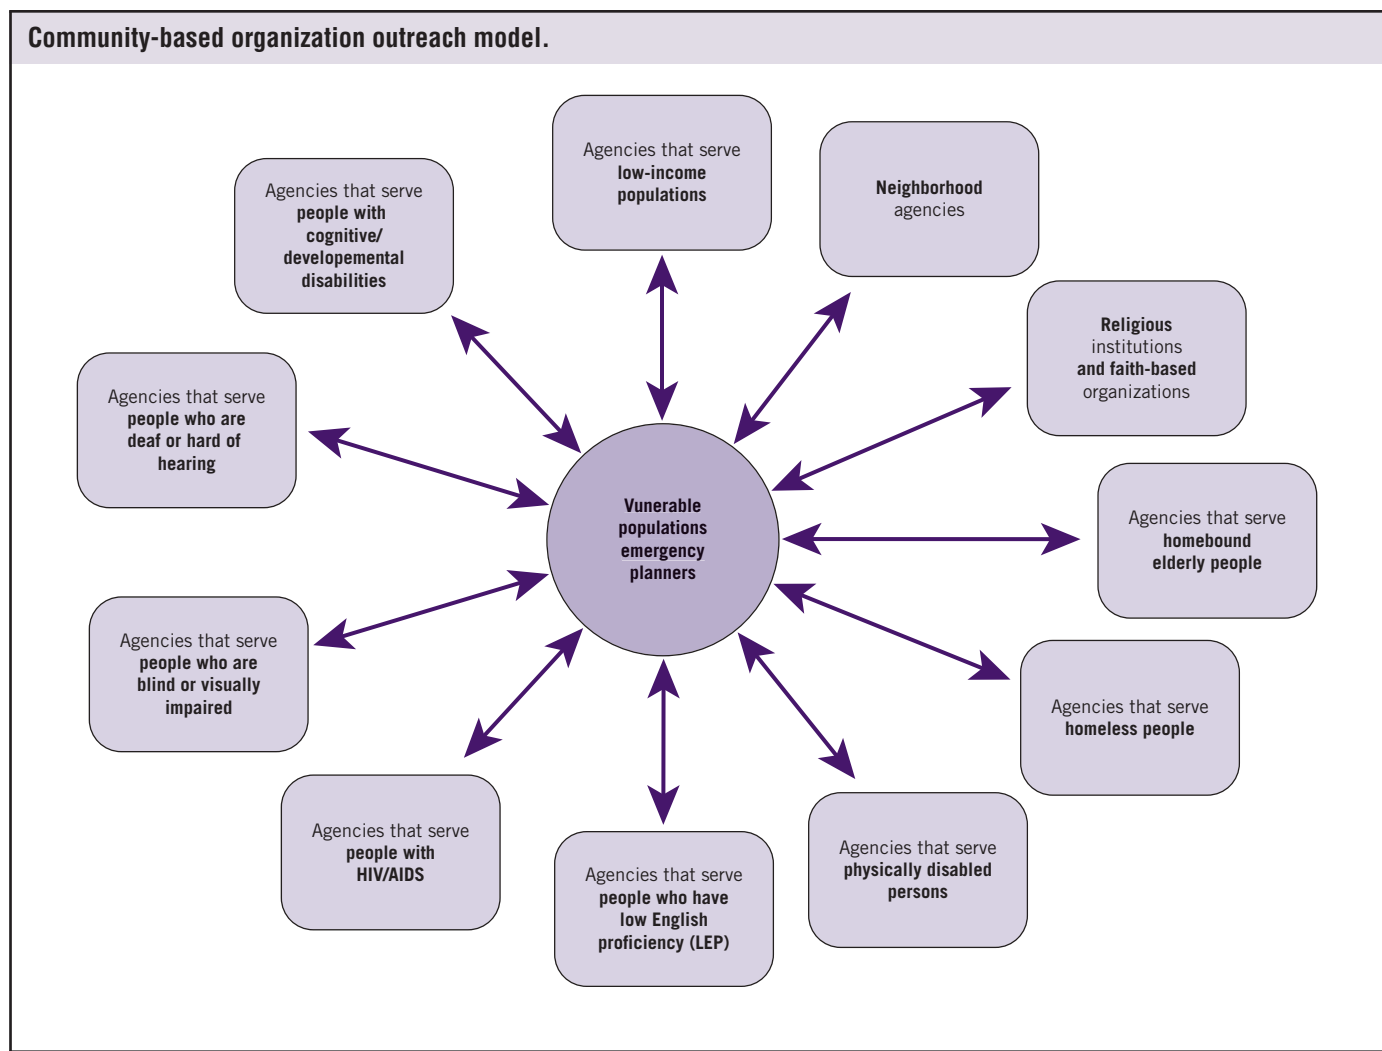 Community-based organization outreach model.
Agencies that serve
low-income
populations
Neighborhood
agencies
Religious
institutions
and faith-based
organizations
Agencies that serve
homebound
elderly people
Agencies that serve
homeless people
Agencies that serve
physically disabled
persons
Agencies that serve
people who have
low English
proficiency (LEP)
Agencies that serve
people with
HIV/AIDS
Agencies that serve
people who are
blind or visually
impaired
Agencies that serve
people who are
deaf or hard of
hearing
Agencies that serve
people with
cognitive/
developemental
disabilities
Vunerable
populations
emergency
planners